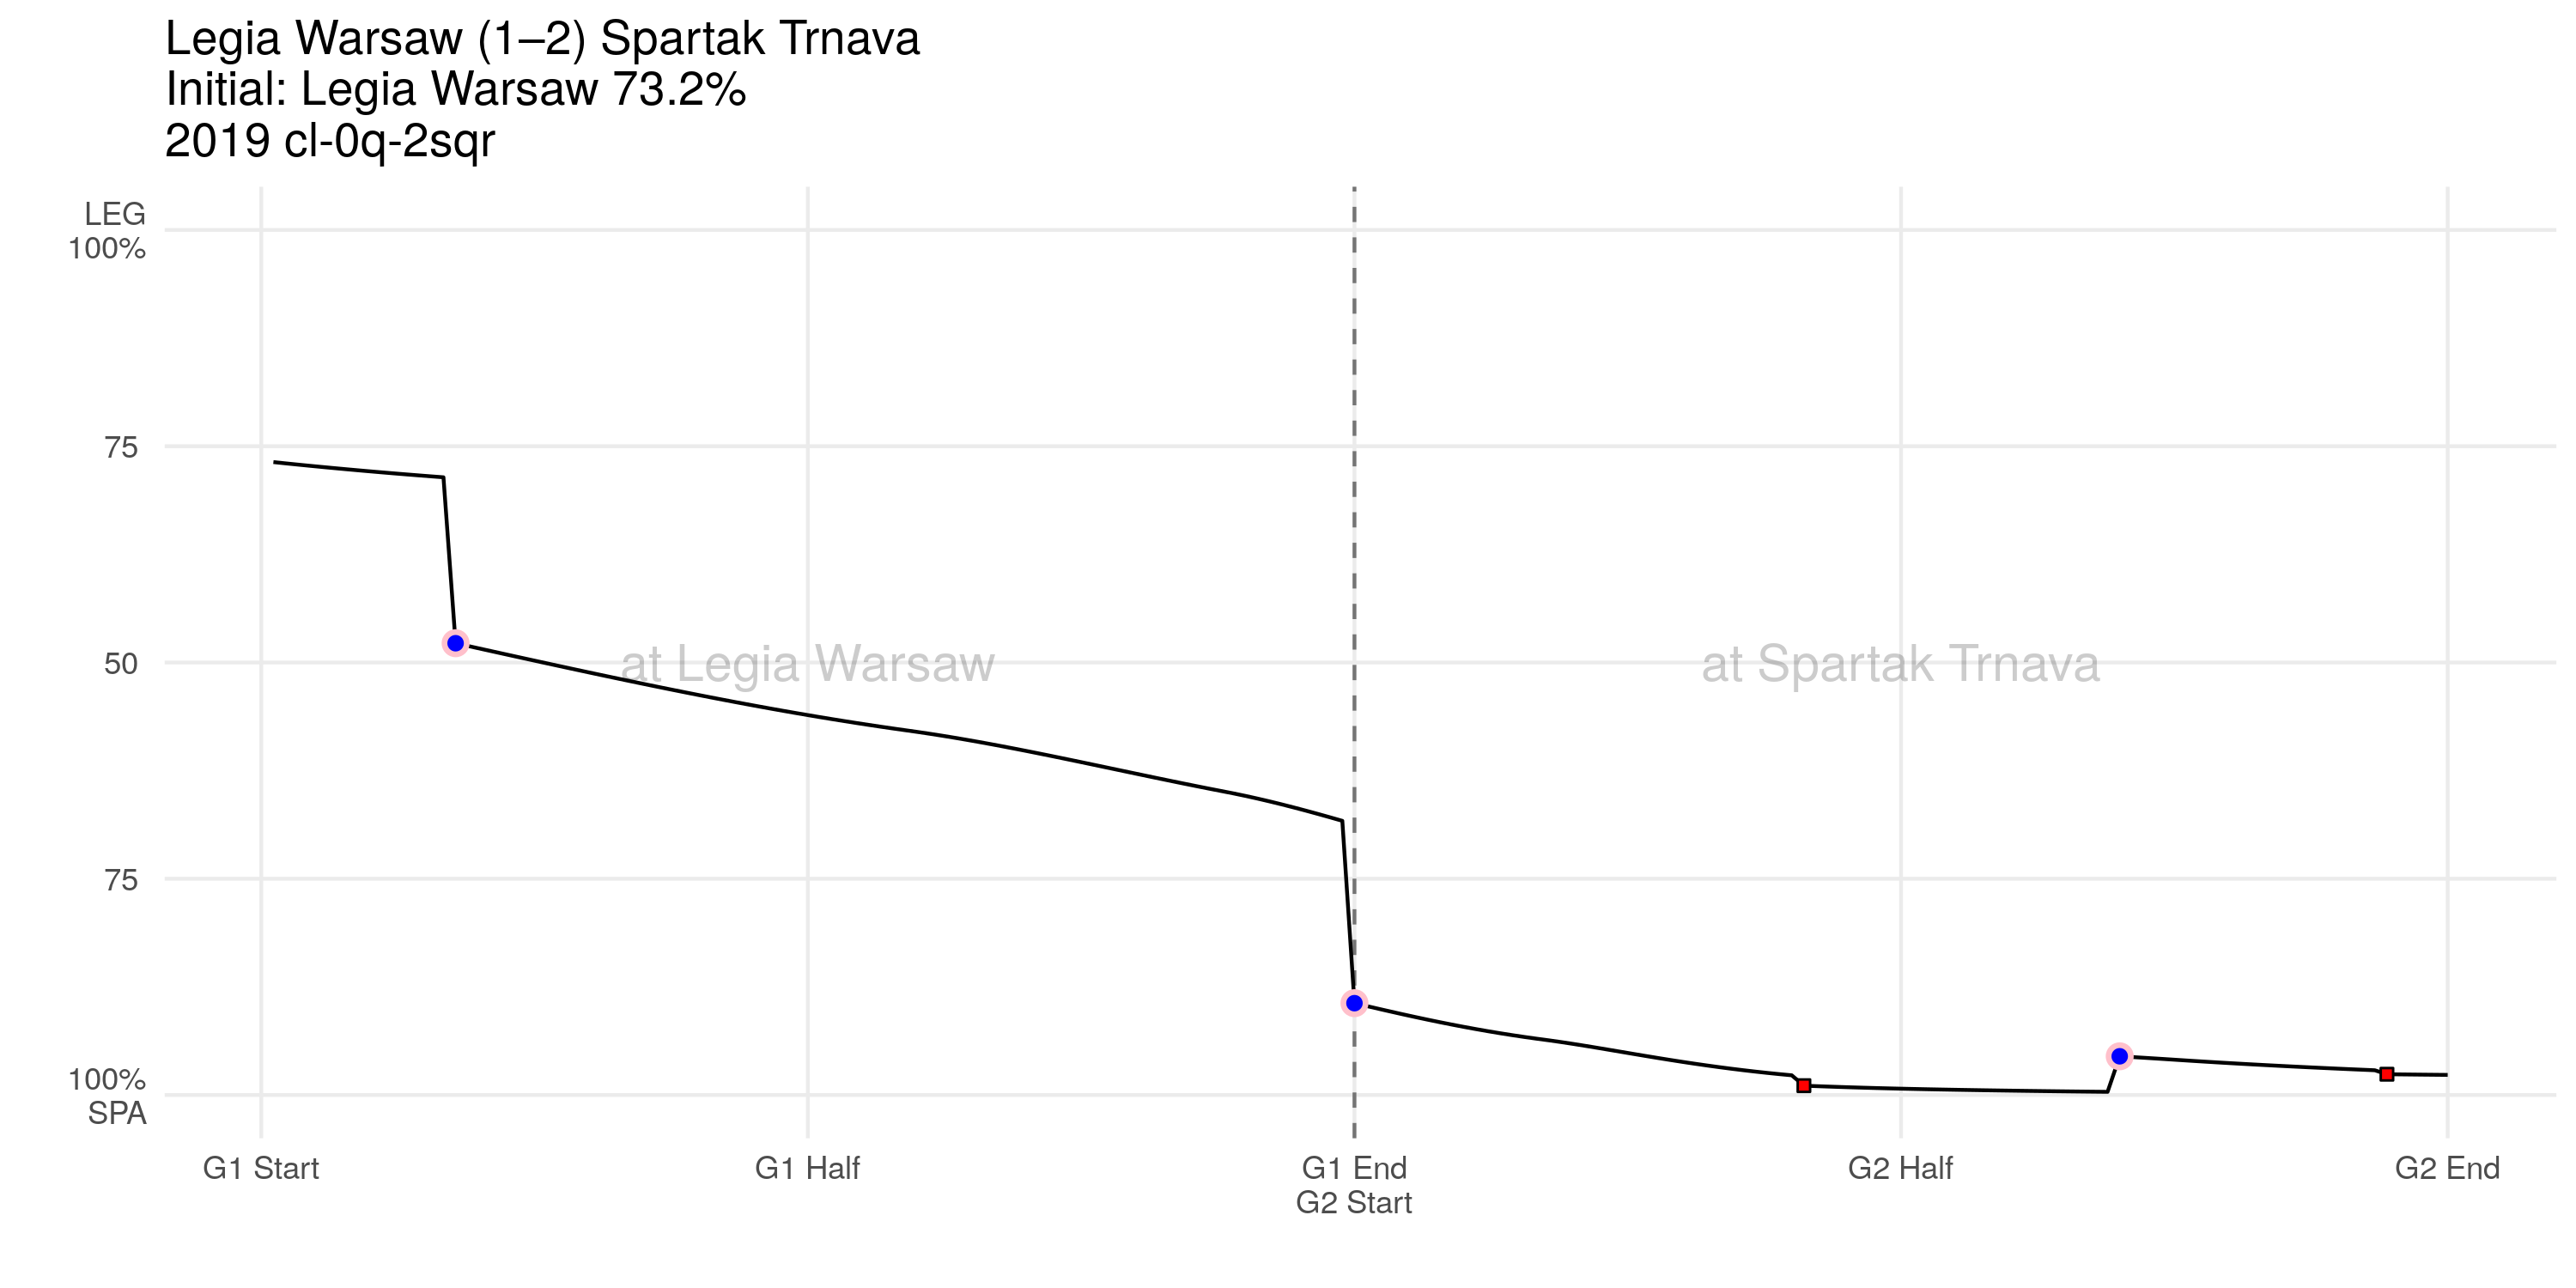 Legia Warsaw (1–2) Spartak Trnava
Initial: Legia Warsaw 73.2%
2019 cl-0q-2sqr
LEG
100%
75
50
75
100%
SPA
at Legia Warsaw
at Spartak Trnava
G1 Start
G1 Half
G1 End
G2 Start
G2 Half
G2 End